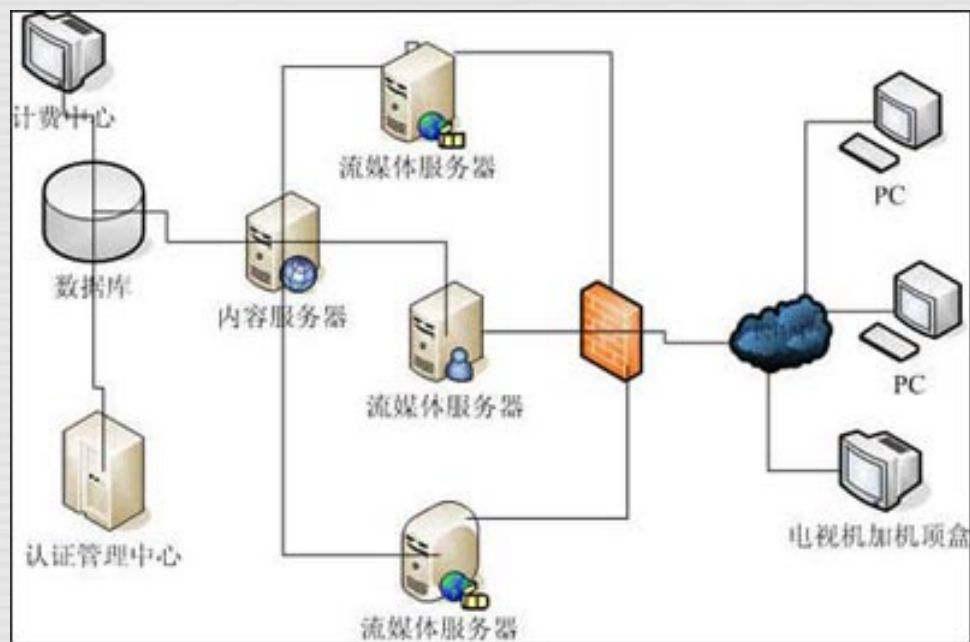 计费中心
流媒体服务器
PC
数据库
内容服务器
流媒体服务器
PC
认证管理中心
电视机加机顶盒
流媒体服务器